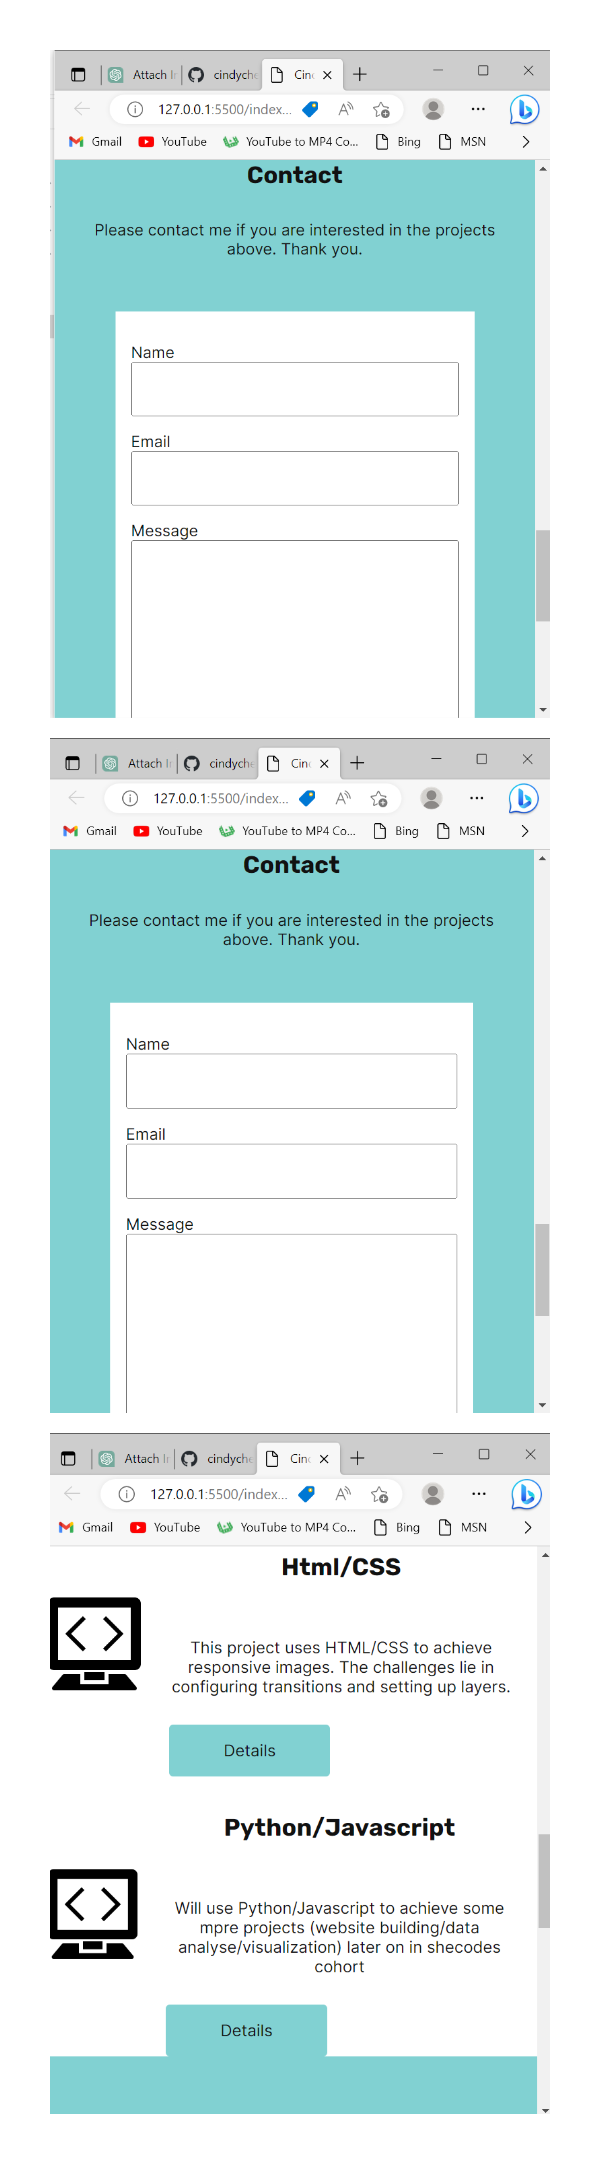 Attach I cindyche Cin
127.0.0.1:5500/index... A
Gmail YouTube YouTube to MP4 Co... Bing MSN
Contact
Please contact me if you are interested in the projects
above. Thank you.
Name
Email
Message
Attach I cindyche Cin
127.0.0.1:5500/index... A
Gmail YouTube YouTube to MP4 Co... Bing MSN
Contact
Please contact me if you are interested in the projects
above. Thank you.
Name
Email
Message
Attach I cindyche Cin
127.0.0.1:5500/index... A
Gmail YouTube YouTube to MP4 Co... Bing MSN
Html/CSS
This project uses HTML/CSS to achieve
responsive images. The challenges lie in
configuring transitions and setting up layers.
Details
Python/Javascript
Will use Python/Javascript to achieve some
mpre projects (website building/data
analyse/visualization) later on in shecodes
cohort
Details